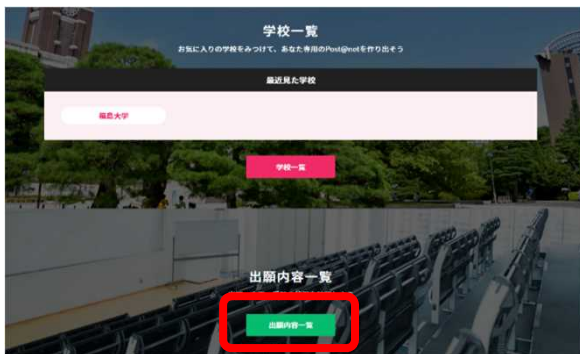 学校一覧
お気に入りの学校をみつけて、あなた専用のPost@netを作り出そう
最近見た学校
福島大学
学校一覧
出願内容一覧
出願内容一覧